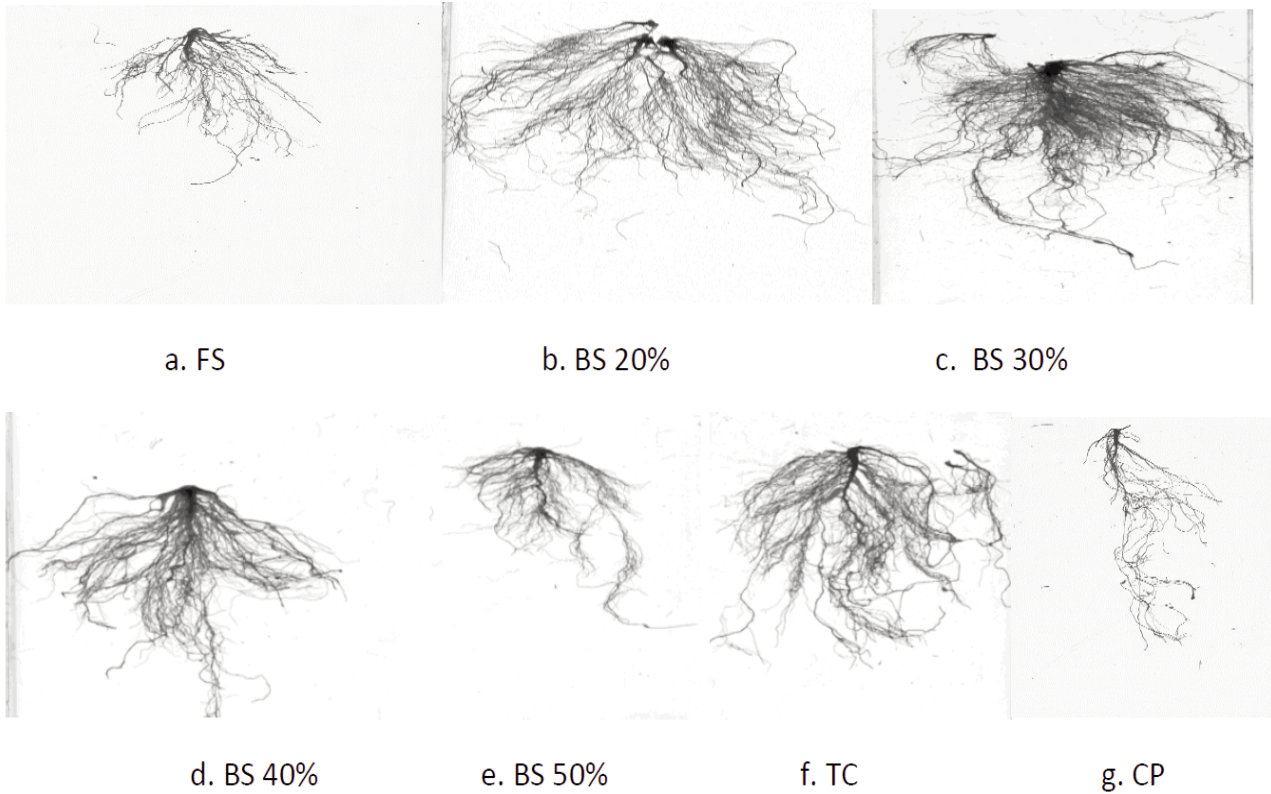 a. FS
b. BS 20%
c. BS 30%
d. BS 40%
e. BS 50%
f. TC
g. CP